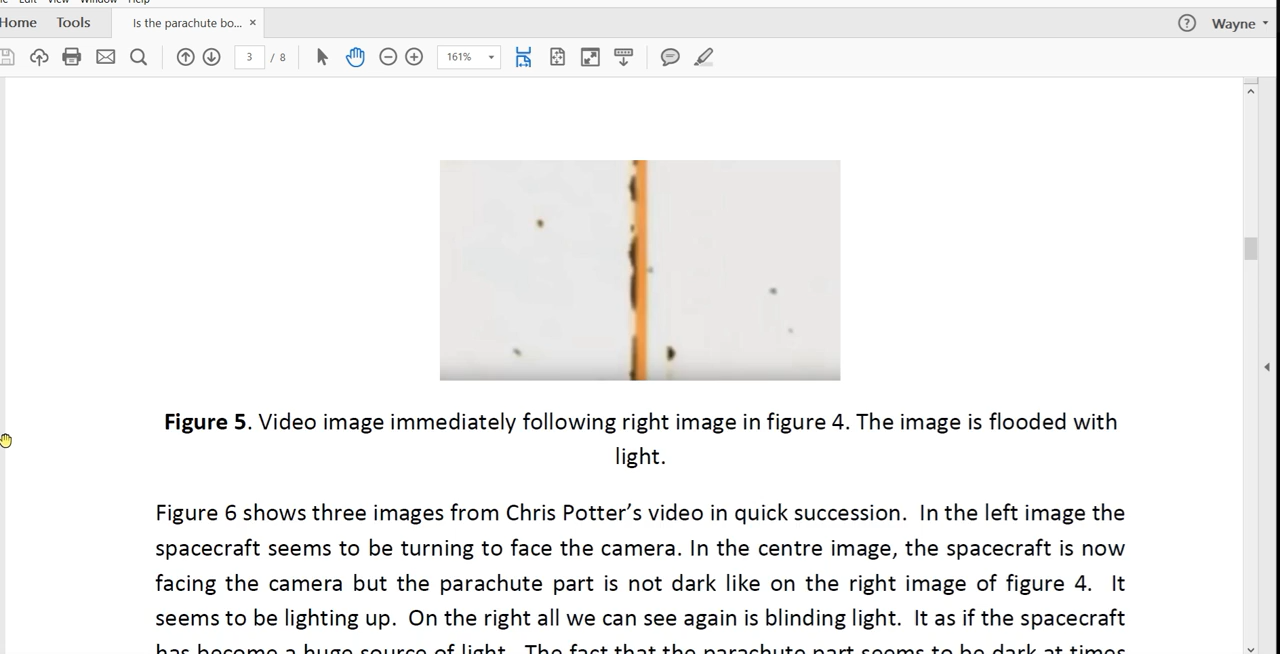 Home Tools Is the parachute bo... × Wayne
3 / 8 161%
Figure 5. Video image immediately following right image in figure 4. The image is flooded with
light.
Figure 6 shows three images from Chris Potter’s video in quick succession. In the left image the
spacecraft seems to be turning to face the camera. In the centre image, the spacecraft is now
facing the camera but the parachute part is not dark like on the right image of figure 4. It
seems to be lighting up. On the right all we can see again is blinding light. It as if the spacecraft
has become a huge source of light. The fact that the parachute part seems to be dark at times